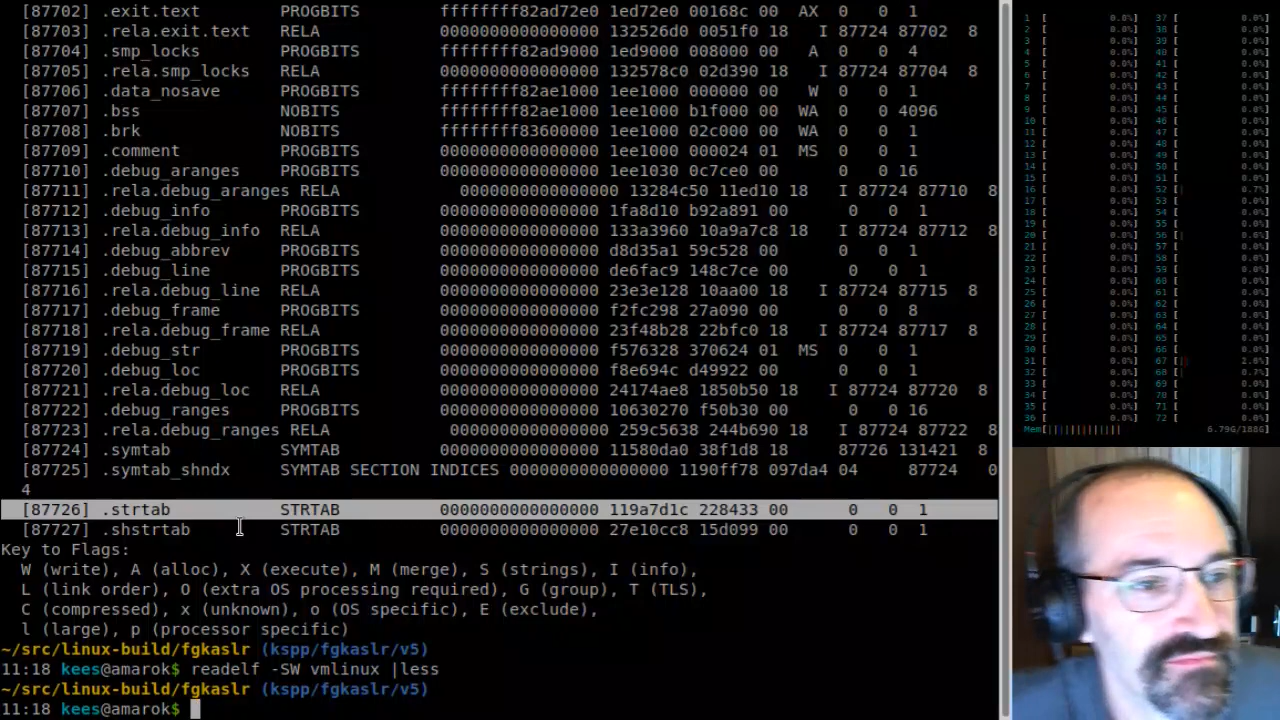 [87702] .exit.text PROGBITS ffffffff82ad72e0 1ed72e0 00168c 00 AX 0 0 1
[87703] .rela.exit.text RELA 0000000000000000 132526d0 0051f0 18 I 87724 87702 8
[87704] .smp_locks PROGBITS ffffffff82ad9000 1ed9000 008000 00 A 0 0 4
[87705] .rela.smp_locks RELA 0000000000000000 132578c0 02d390 18 I 87724 87704 8
[87706] .data_nosave PROGBITS ffffffff82ae1000 1ee1000 000000 00 W 0 0 1
[87707] .bss NOBITS ffffffff82ae1000 1ee1000 b1f000 00 WA 0 0 4096
[87708] .brk NOBITS ffffffff83600000 1ee1000 02c000 00 WA 0 0 1
[87709] .comment PROGBITS 0000000000000000 1ee1000 000024 01 MS 0 0 1
[87710] .debug_aranges PROGBITS 0000000000000000 1ee1030 0c7ce0 00 0 0 16
[87711] .rela.debug_aranges RELA 0000000000000000 13284c50 11ed10 18 I 87724 87710 8
[87712] .debug_info PROGBITS 0000000000000000 1fa8d10 b92a891 00 0 0 1
[87713] .rela.debug_info RELA 0000000000000000 133a3960 10a9a7c8 18 I 87724 87712 8
[87714] .debug_abbrev PROGBITS 0000000000000000 d8d35a1 59c528 00 0 0 1
[87715] .debug_line PROGBITS 0000000000000000 de6fac9 148c7ce 00 0 0 1
[87716] .rela.debug_line RELA 0000000000000000 23e3e128 10aa00 18 I 87724 87715 8
[87717] .debug_frame PROGBITS 0000000000000000 f2fc298 27a090 00 0 0 8
[87718] .rela.debug_frame RELA 0000000000000000 23f48b28 22bfc0 18 I 87724 87717 8
[87719] .debug_str PROGBITS 0000000000000000 f576328 370624 01 MS 0 0 1
[87720] .debug_loc PROGBITS 0000000000000000 f8e694c d49922 00 0 0 1
[87721] .rela.debug_loc RELA 0000000000000000 24174ae8 1850b50 18 I 87724 87720 8
[87722] .debug_ranges PROGBITS 0000000000000000 10630270 f50b30 00 0 0 16
[87723] .rela.debug_ranges RELA 0000000000000000 259c5638 244b690 18 I 87724 87722 8
[87724] .symtab SYMTAB 0000000000000000 11580da0 38f1d8 18 87726 131421 8
[87725] .symtab_shndx SYMTAB SECTION INDICES 0000000000000000 1190ff78 097da4 04 87724 0
4
[87726] .strtab STRTAB 0000000000000000 119a7d1c 228433 00 0 0 1
[87727] .shstrtab STRTAB 0000000000000000 27e10cc8 15d099 00 0 0 1
Key to Flags:
W (write), A (alloc), X (execute), M (merge), S (strings), I (info),
L (link order), O (extra OS processing required), G (group), T (TLS),
C (compressed), x (unknown), o (OS specific), E (exclude),
l (large), p (processor specific)
~/src/linux-build/fgkaslr (kspp/fgkaslr/v5)
11:18 kees@amarok$ readelf -SW vmlinux |less
~/src/linux-build/fgkaslr (kspp/fgkaslr/v5)
11:18 kees@amarok$